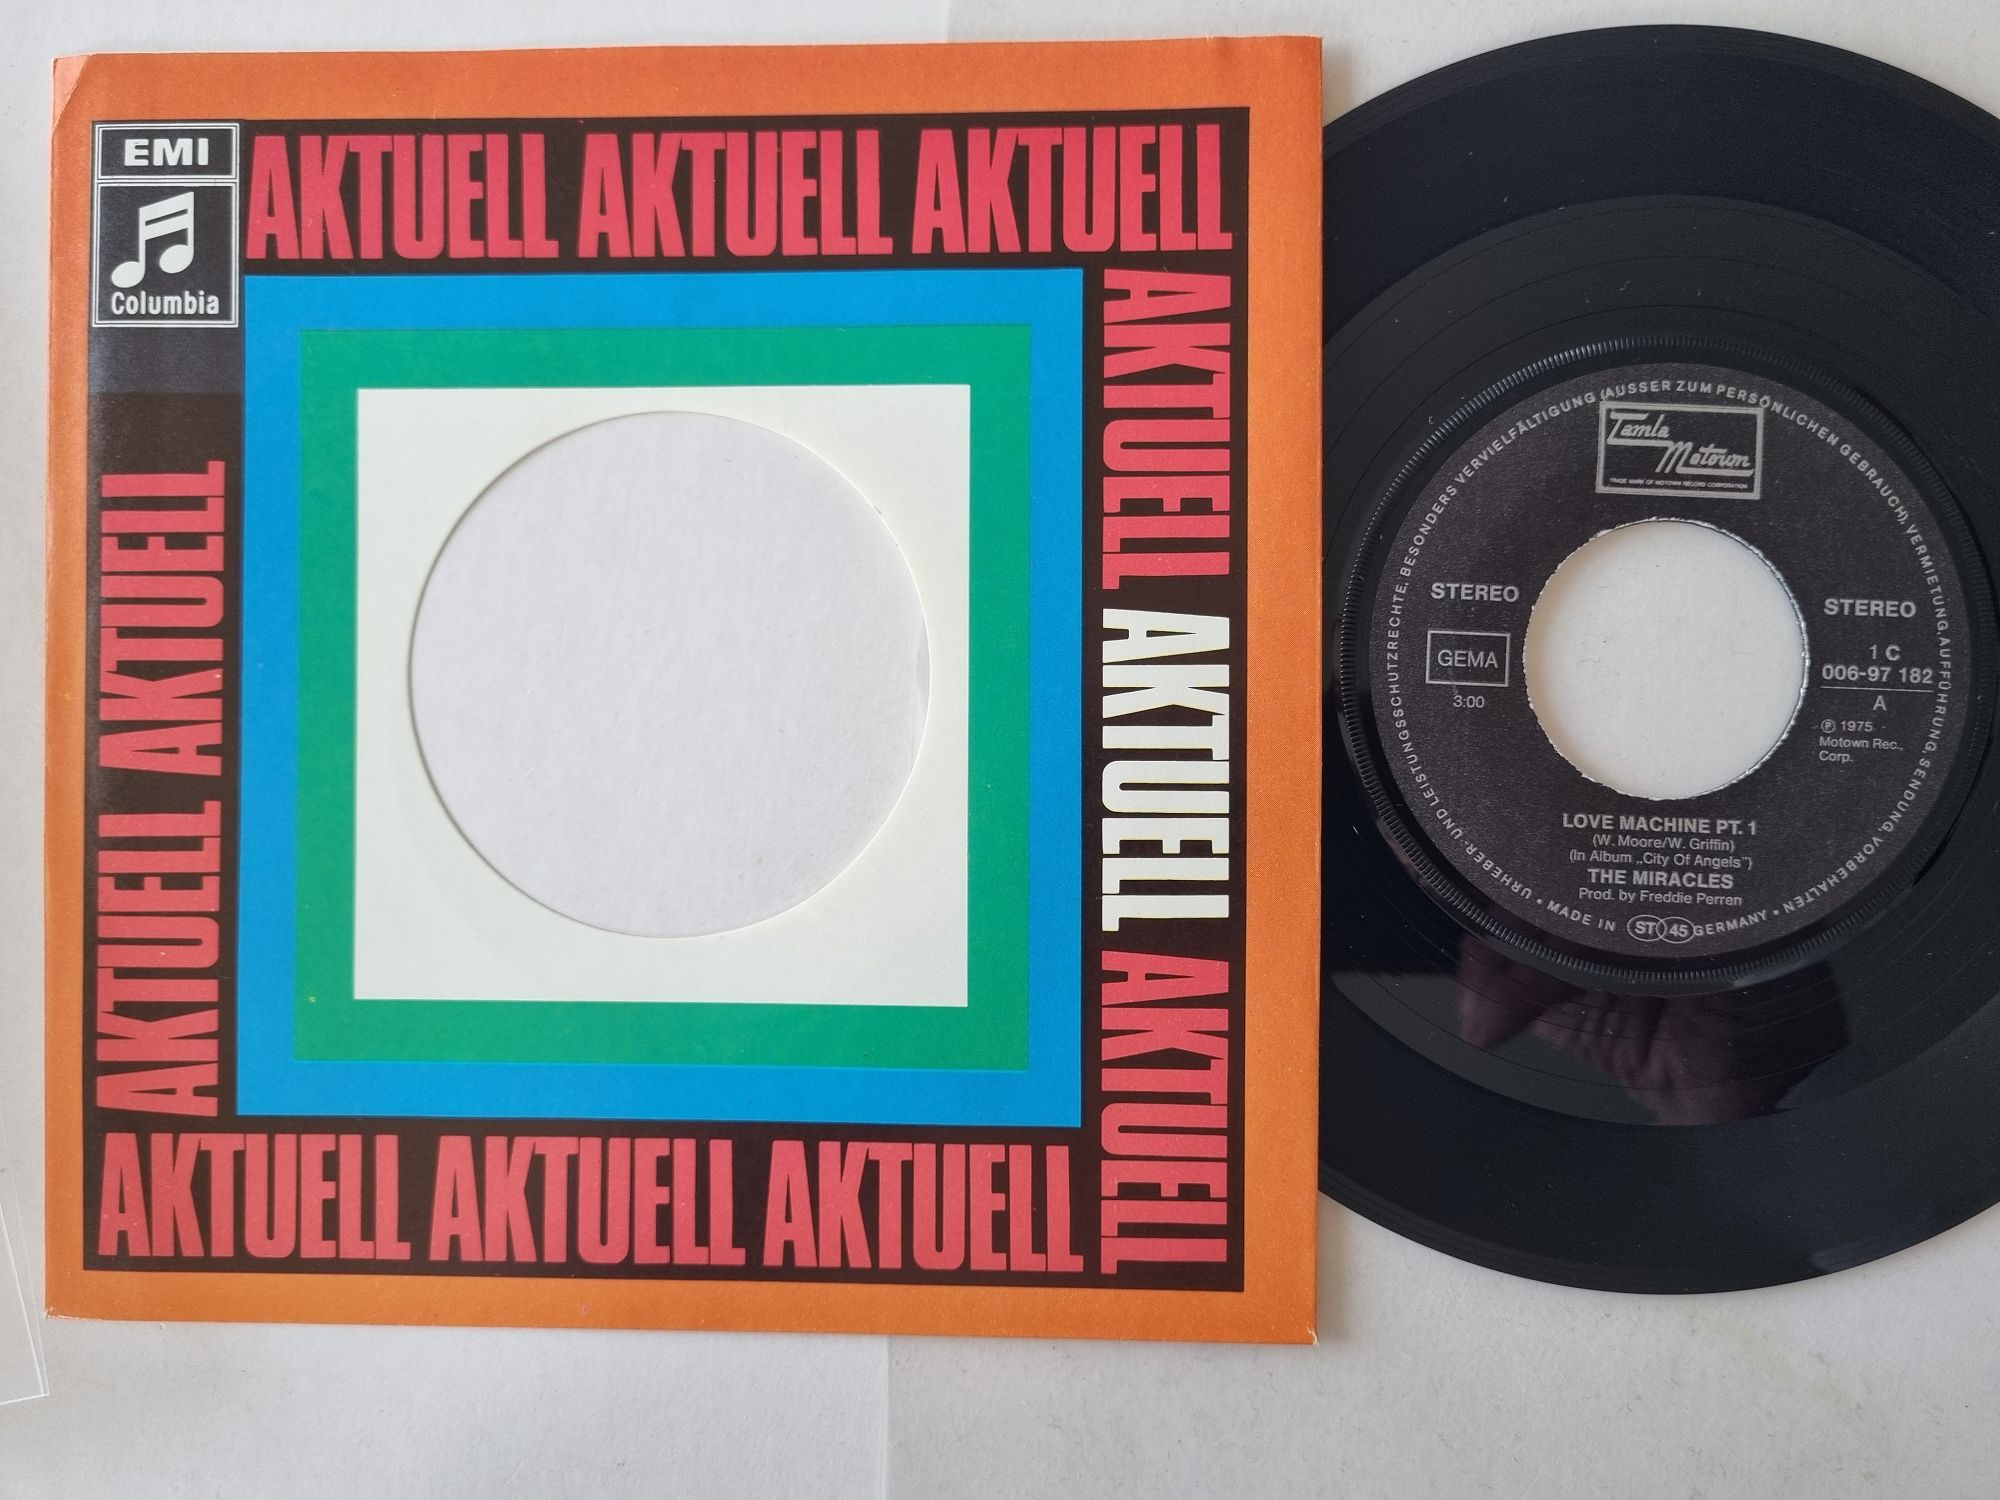 EMI
Columbia
AKTUELL AKTUELL AKTUELL
AKTUELL AKTUELL AKTUELL
AKTUELL AKTUELL AKTUELL
AKTUELL AKTUELL
URHEBER- UND LEISTUNGSSCHUTZRECHTE, BESONDERS VERVIELFÄLTIGUNG (AUSSER ZUM PERSÖNLICHEN GEBRAUCH), VERMIETUNG, AUFFÜHRUNG, SENDUNG, VORBEHALTEN • MADE IN ST 45 GERMANY •
Tamla
Motown
TRADE MARK OF MOTOWN RECORD CORPORATION
STEREO
GEMA
3:00
STEREO
1 C
006-97 182
A
℗ 1975
Motown Rec.,
Corp.
LOVE MACHINE PT. 1
(W. Moore/W. Griffin)
(In Album „City Of Angels")
THE MIRACLES
Prod. by Freddie Perren